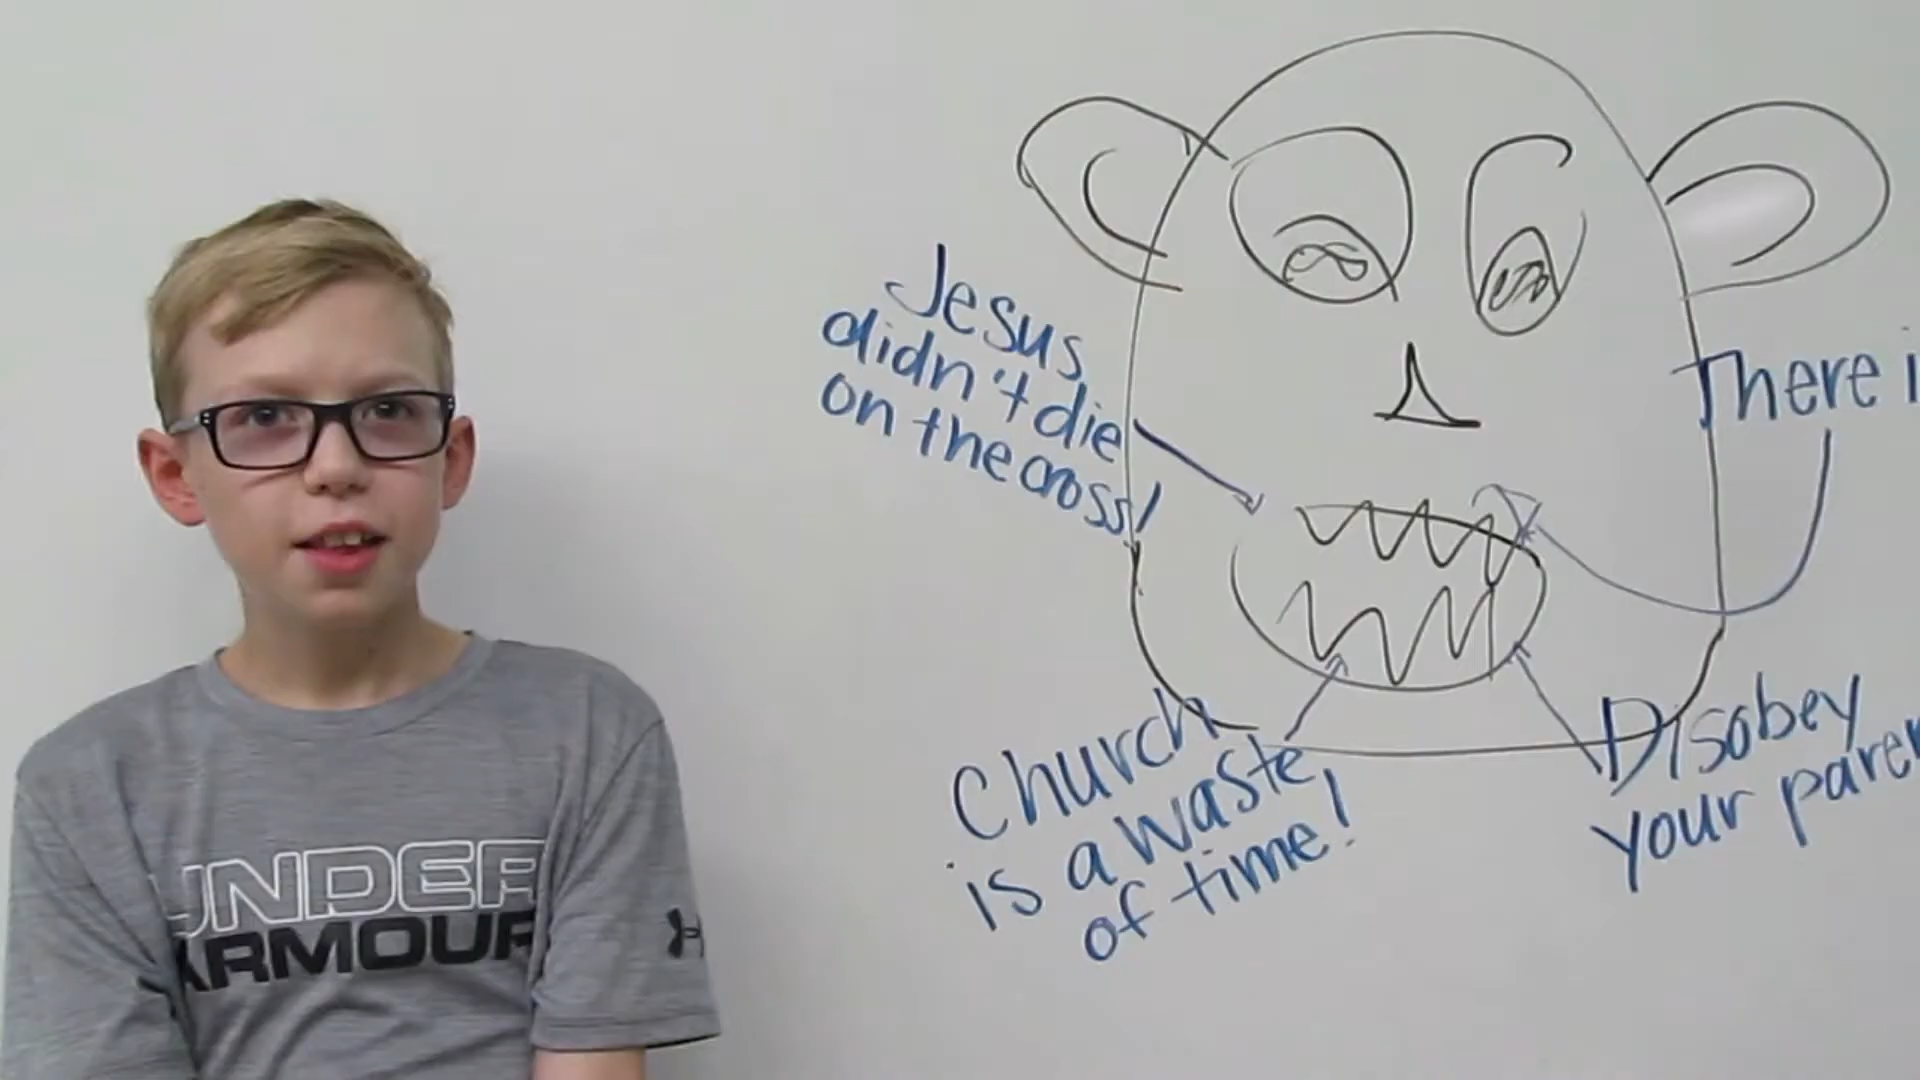 Jesus
didn't die
on the cross!
There i
Church
is a waste
of time!
Disobey
your paren
UNDER
ARMOUR